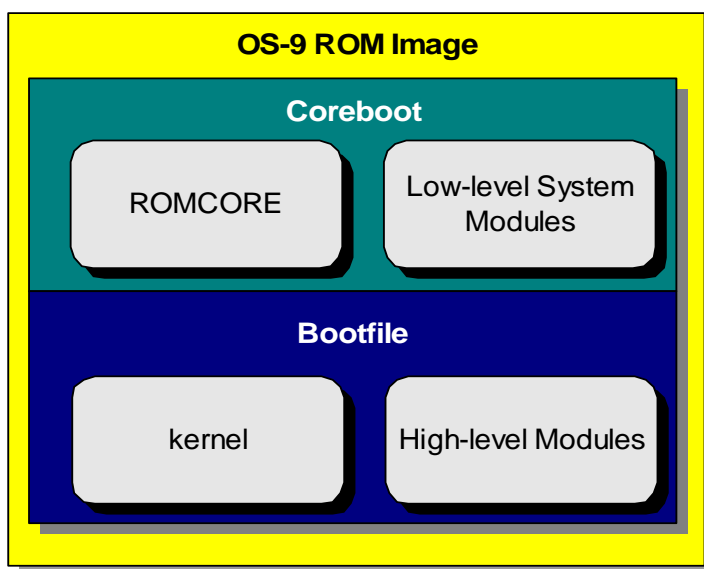 OS-9 ROM Image
Coreboot
ROMCORE
Low-level System
Modules
Bootfile
kernel
High-level Modules